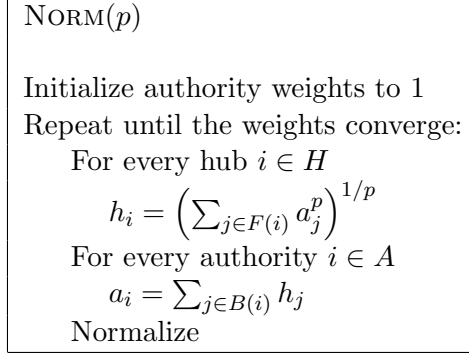 NORM(p)
Initialize authority weights to 1
Repeat until the weights converge:
For every hub i ∈ H
h_i = (∑_{j∈F(i)} a_j^p)^{1/p}
For every authority i ∈ A
a_i = ∑_{j∈B(i)} h_j
Normalize